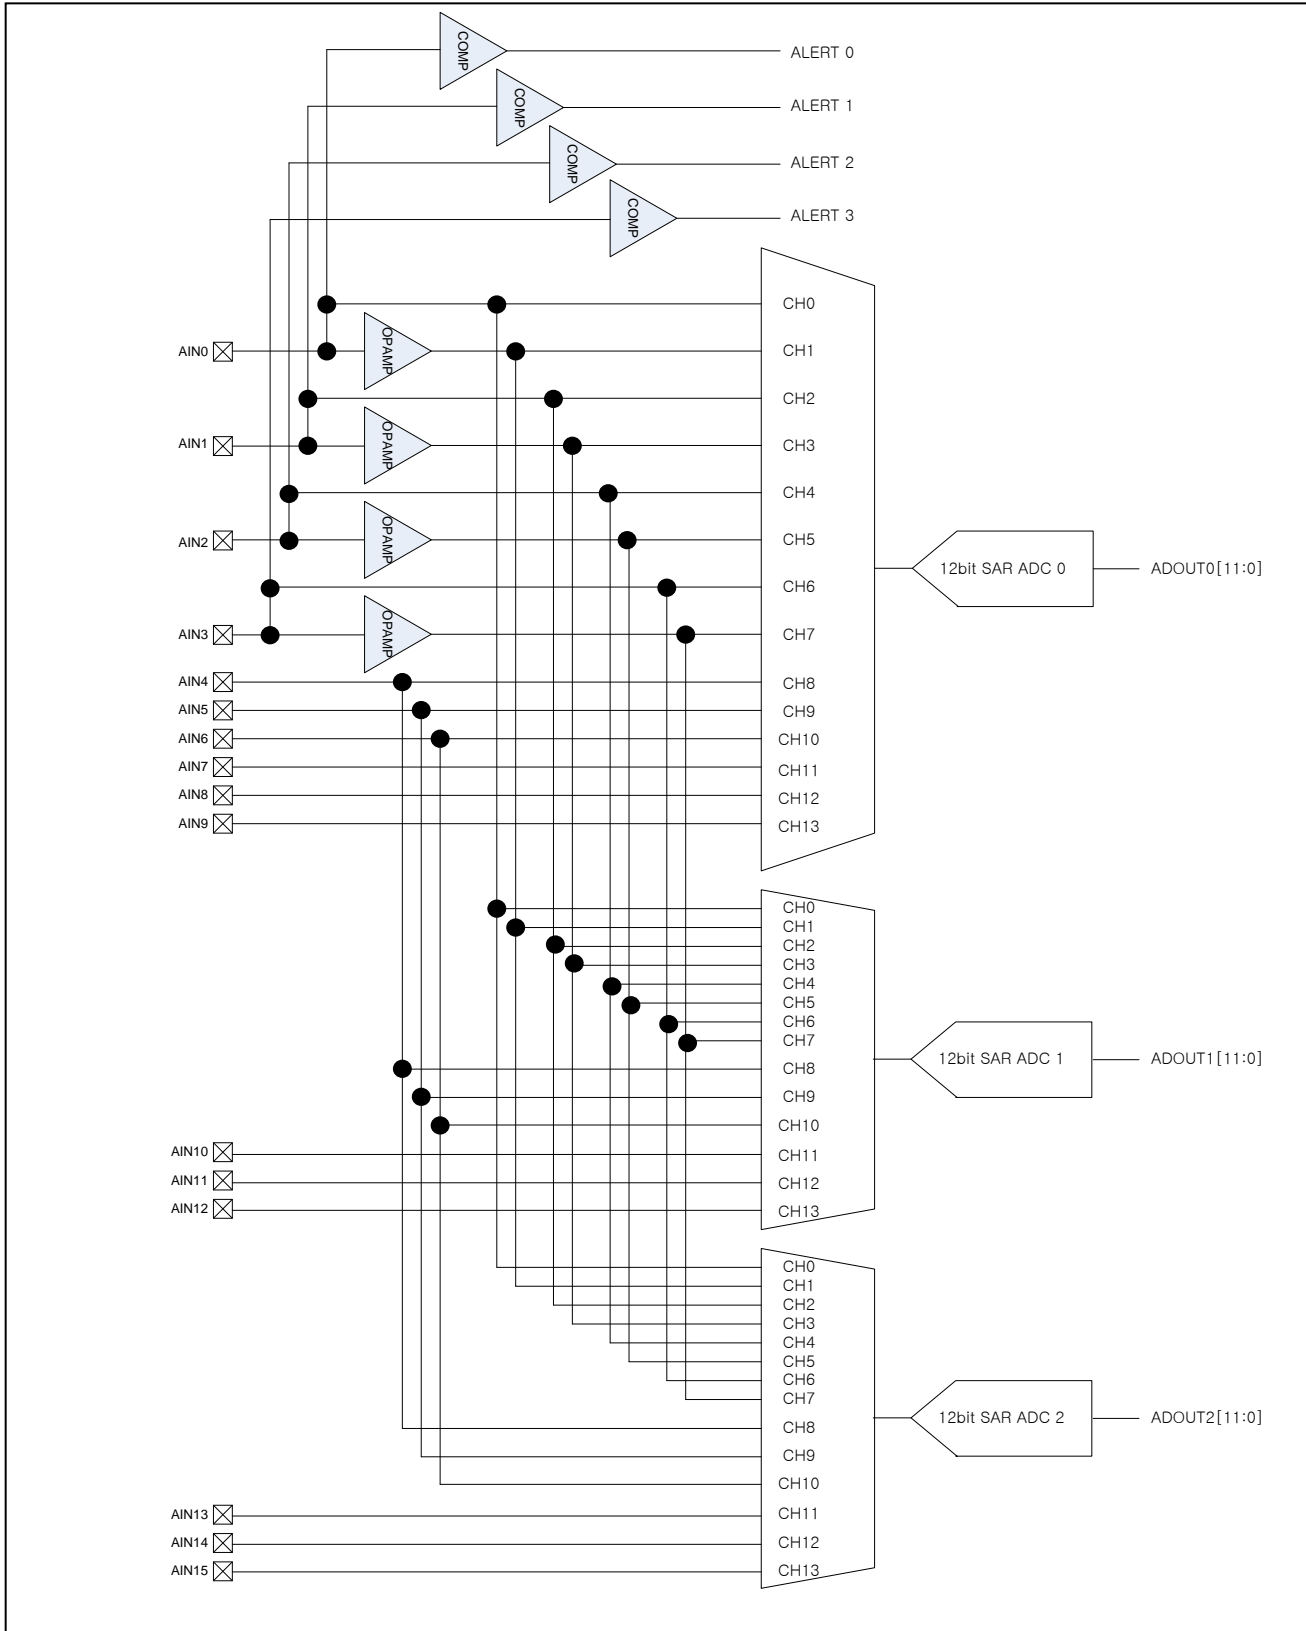 COMP
ALERT 0
COMP
ALERT 1
COMP
ALERT 2
COMP
ALERT 3
CH0
AIN0
OPAMP
CH1
CH2
AIN1
OPAMP
CH3
CH4
AIN2
OPAMP
CH5
12bit SAR ADC 0
ADOUT0[11:0]
CH6
AIN3
OPAMP
CH7
AIN4
CH8
AIN5
CH9
AIN6
CH10
AIN7
CH11
AIN8
CH12
AIN9
CH13
CH0
CH1
CH2
CH3
CH4
CH5
CH6
CH7
12bit SAR ADC 1
ADOUT1[11:0]
CH8
CH9
CH10
AIN10
CH11
AIN11
CH12
AIN12
CH13
CH0
CH1
CH2
CH3
CH4
CH5
CH6
CH7
12bit SAR ADC 2
ADOUT2[11:0]
CH8
CH9
CH10
AIN13
CH11
AIN14
CH12
AIN15
CH13